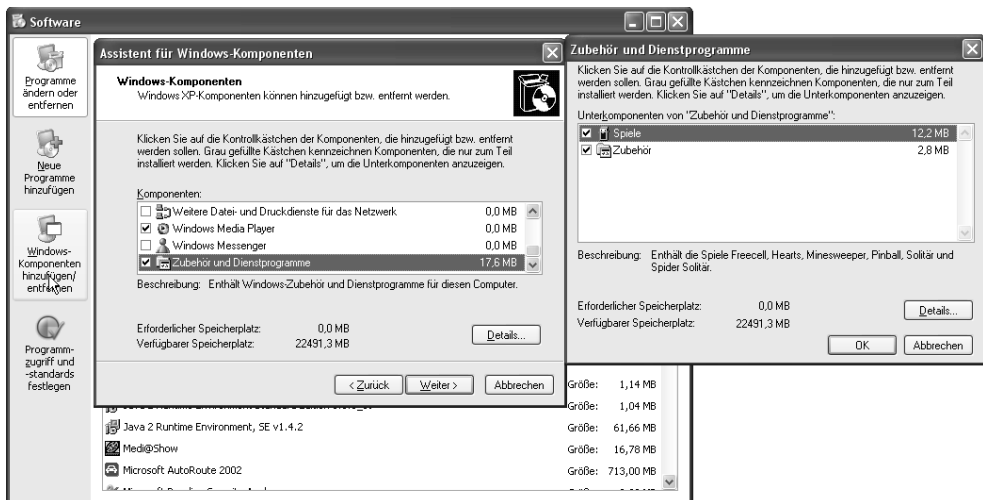 Software
Programme
ändern oder
entfernen
Neue
Programme
hinzufügen
Windows-
Komponenten
hinzufügen/
entfernen
Programm-
zugriff und
-standards
festlegen
Assistent für Windows-Komponenten
Windows-Komponenten
Windows XP-Komponenten können hinzugefügt bzw. entfernt werden.
Klicken Sie auf die Kontrollkästchen der Komponenten, die hinzugefügt bzw. entfernt
werden sollen. Grau gefüllte Kästchen kennzeichnen Komponenten, die nur zum Teil
installiert werden. Klicken Sie auf "Details", um die Unterkomponenten anzuzeigen.
Komponenten:
Weitere Datei- und Druckdienste für das Netzwerk 0,0 MB
Windows Media Player 0,0 MB
Windows Messenger 0,0 MB
Zubehör und Dienstprogramme 17,6 MB
Beschreibung: Enthält Windows-Zubehör und Dienstprogramme für diesen Computer.
Erforderlicher Speicherplatz: 0,0 MB
Verfügbarer Speicherplatz: 22491,3 MB
Details...
< Zurück Weiter > Abbrechen
Zubehör und Dienstprogramme
Klicken Sie auf die Kontrollkästchen der Komponenten, die hinzugefügt bzw. entfernt
werden sollen. Grau gefüllte Kästchen kennzeichnen Komponenten, die nur zum Teil
installiert werden. Klicken Sie auf "Details", um die Unterkomponenten anzuzeigen.
Unterkomponenten von "Zubehör und Dienstprogramme":
Spiele 12,2 MB
Zubehör 2,8 MB
Beschreibung: Enthält die Spiele Freecell, Hearts, Minesweeper, Pinball, Solitär und
Spider Solitär.
Erforderlicher Speicherplatz: 0,0 MB
Verfügbarer Speicherplatz: 22491,3 MB
Details...
OK Abbrechen
Größe: 1,14 MB
Größe: 1,04 MB
Java 2 Runtime Environment, SE v1.4.2 Größe: 61,66 MB
Medi@Show Größe: 16,78 MB
Microsoft AutoRoute 2002 Größe: 713,00 MB